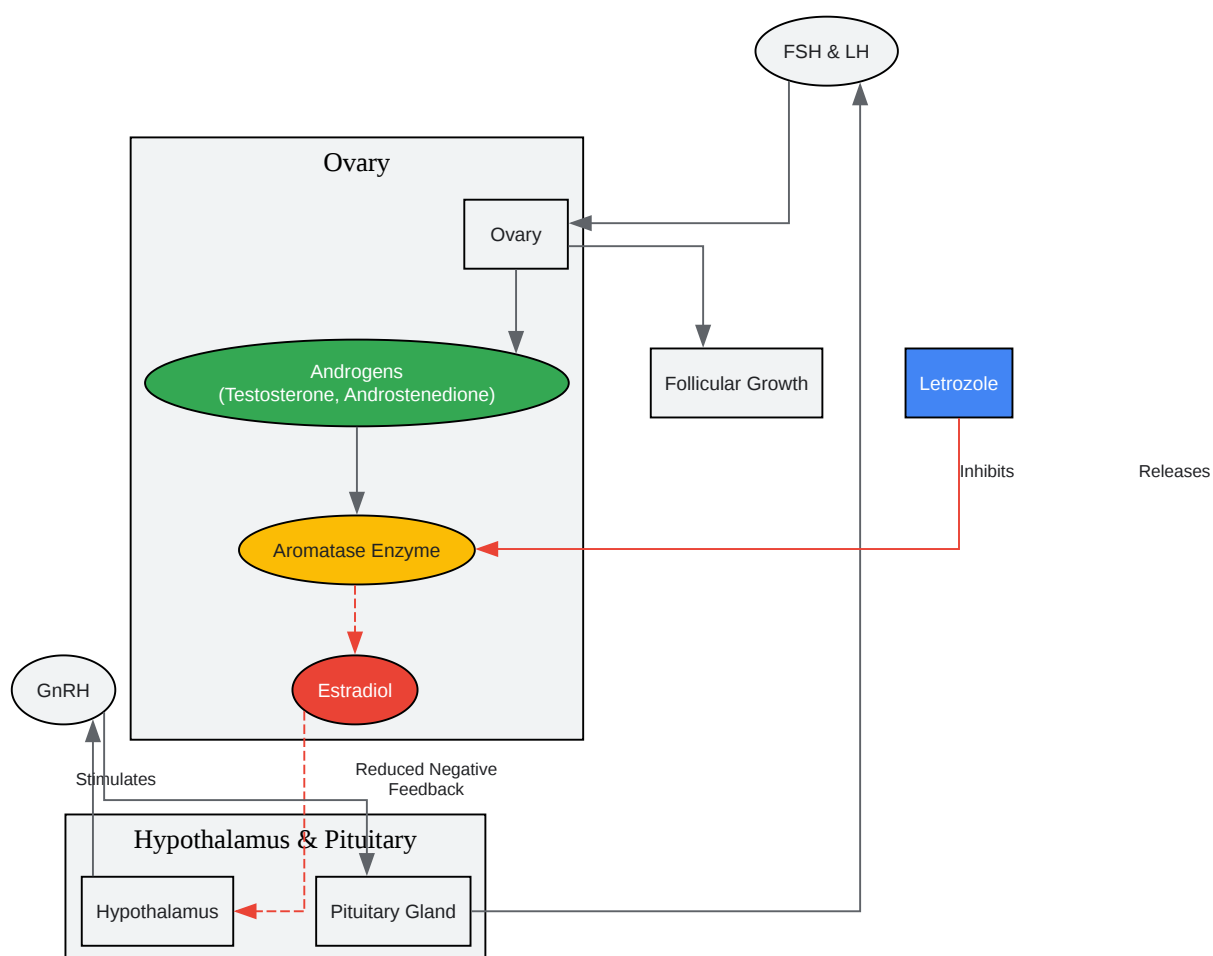 FSH & LH
Ovary
Ovary
Androgens
(Testosterone, Androstenedione)
Follicular Growth
Letrozole
Inhibits
Releases
Aromatase Enzyme
GnRH
Estradiol
Stimulates
Reduced Negative
Feedback
Hypothalamus & Pituitary
Hypothalamus
Pituitary Gland